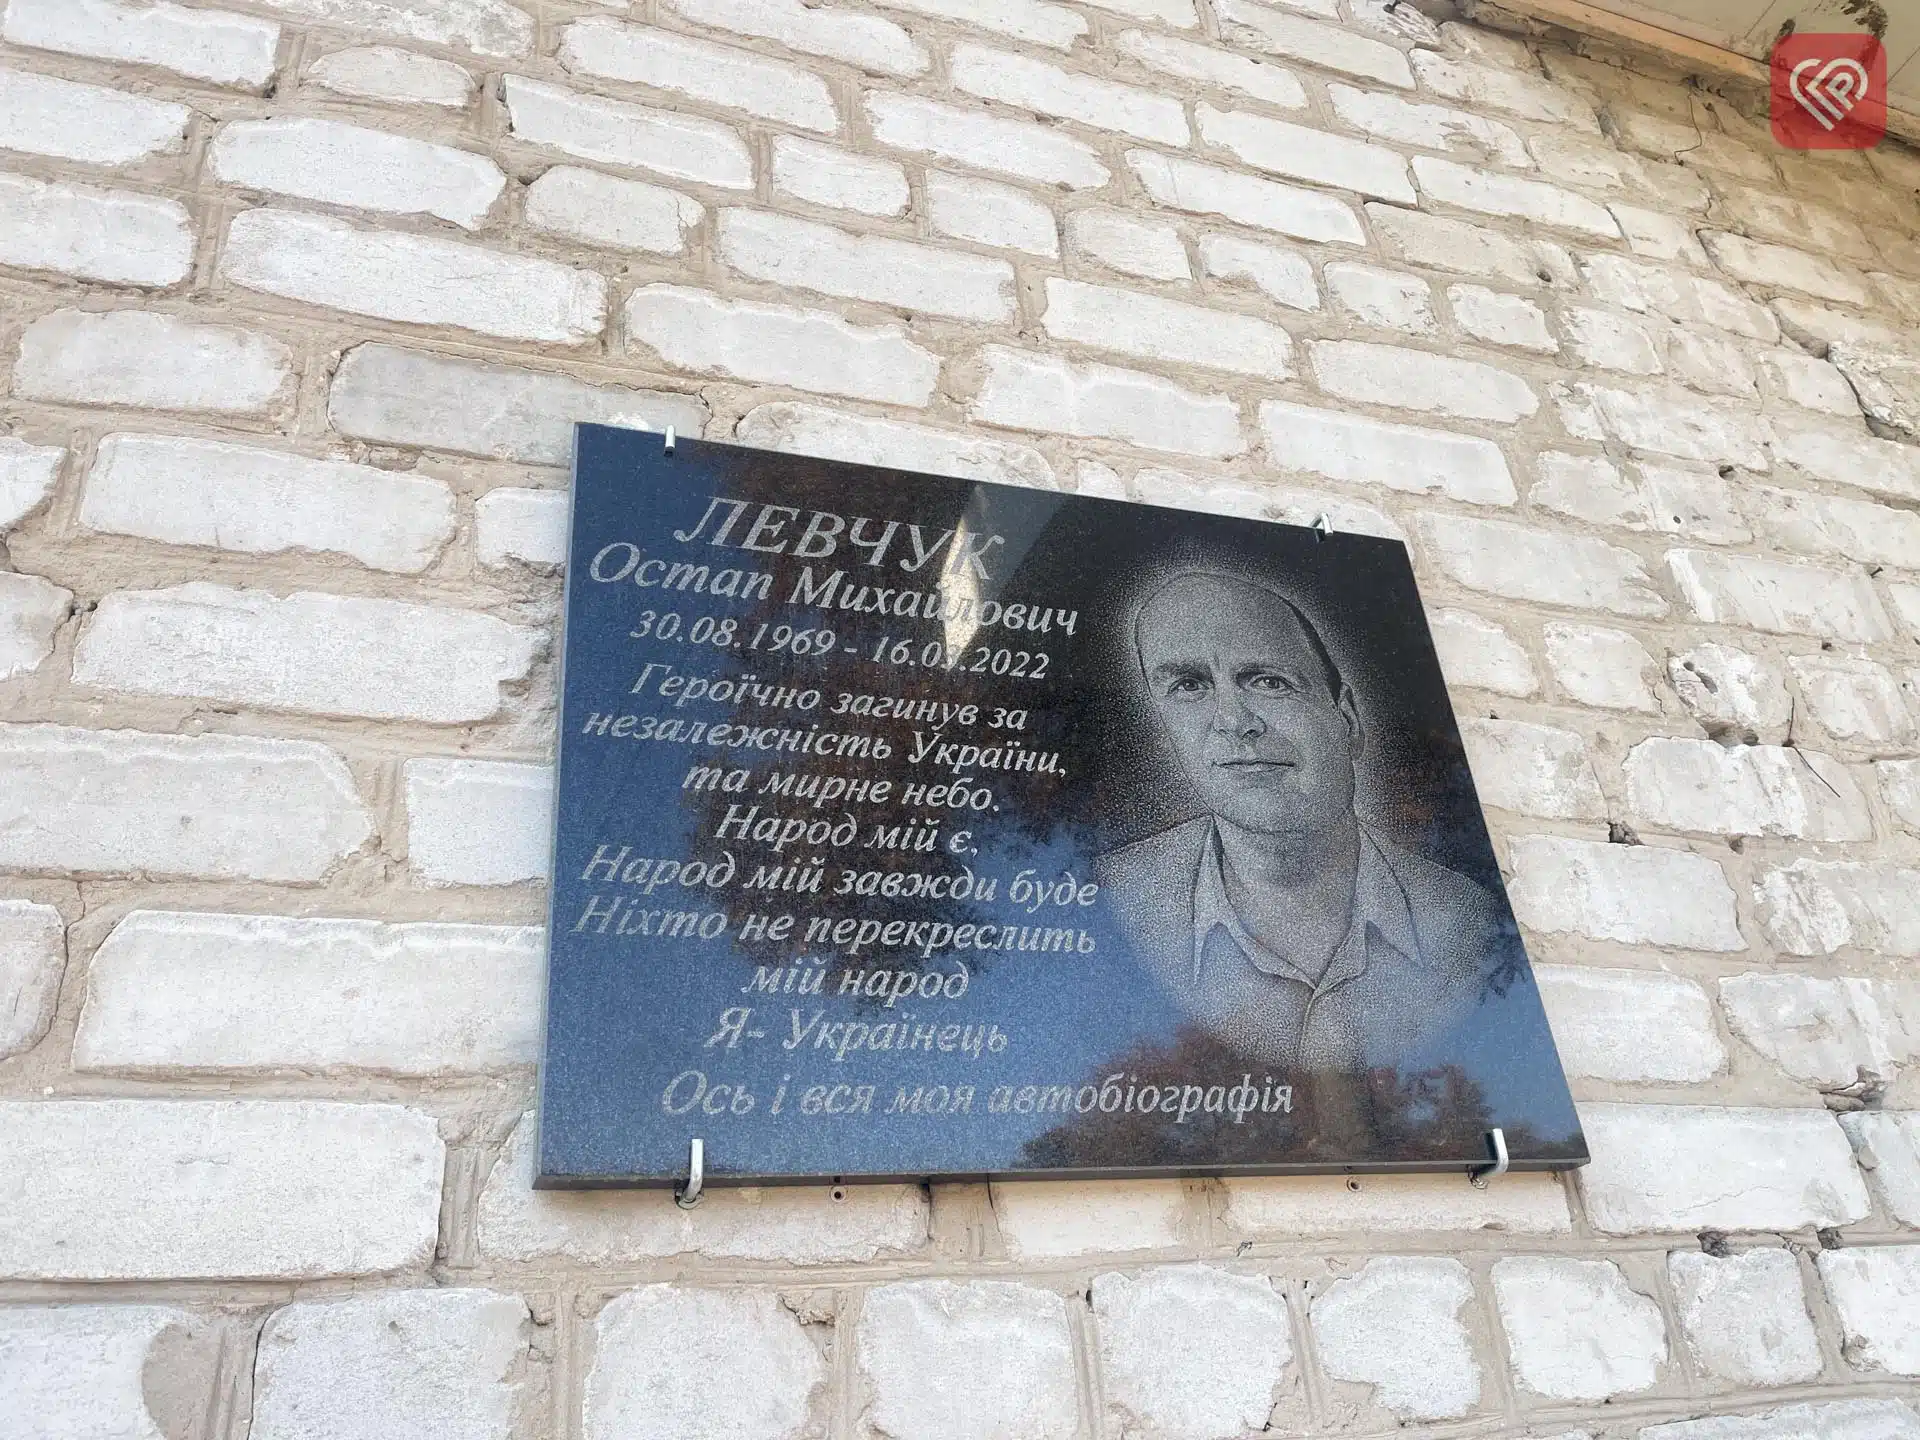 ЛЕВЧУК
Остап Михайлович
30.08.1969 -
Героїчно загинув за
незалежність України,
та мирне небо.
Народ мій є,
Народ мій завжди буде
Ніхто не перекреслить
мій народ
Я- Українець
Ось і вся моя автобіографія